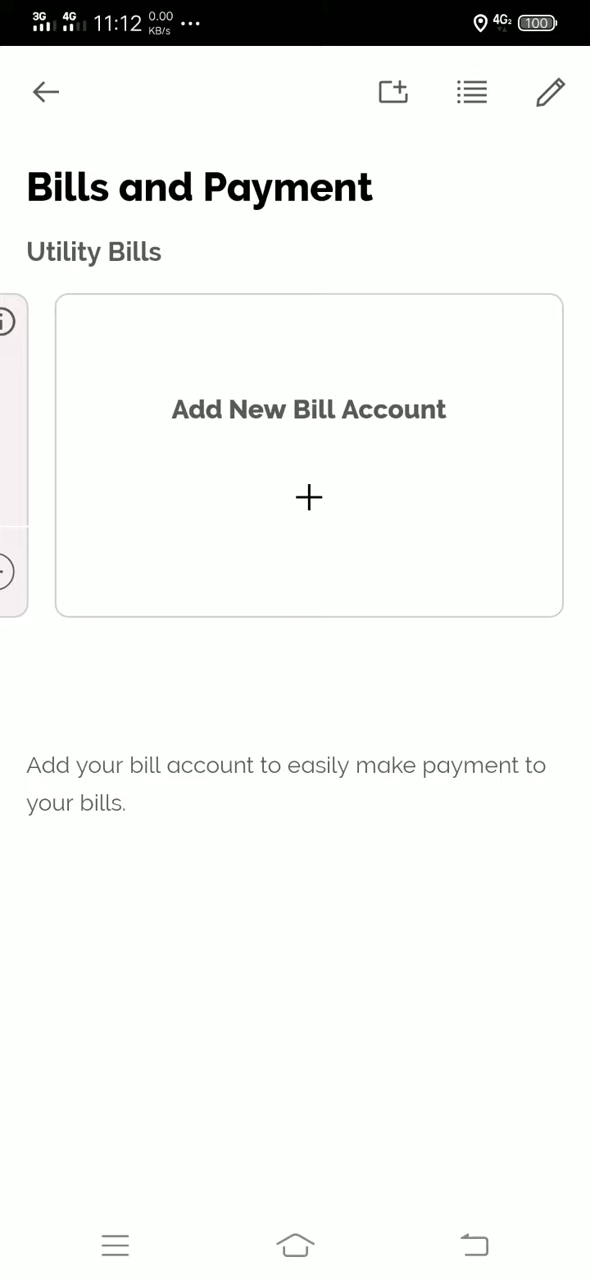 3G 4G 11:12 0.00 KB/s ... 4G2 100
Bills and Payment
Utility Bills
Add New Bill Account
Add your bill account to easily make payment to
your bills.